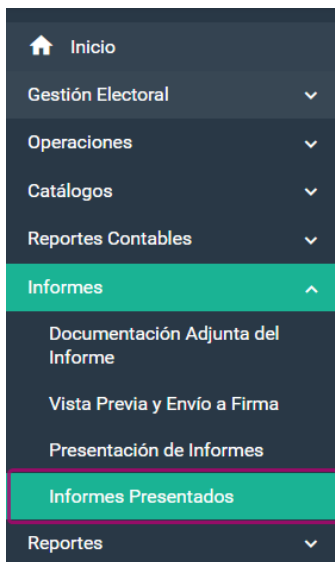 Inicio
Gestión Electoral
Operaciones
Catálogos
Reportes Contables
Informes
Documentación Adjunta del
Informe
Vista Previa y Envío a Firma
Presentación de Informes
Informes Presentados
Reportes